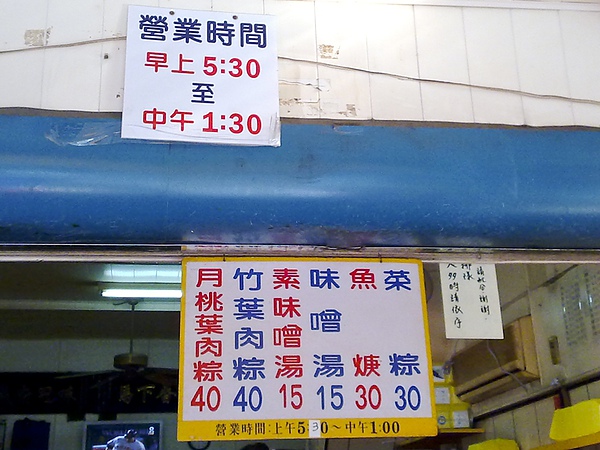 營業時間
早上 5:30
至
中午 1:30
月桃葉肉粽 40
竹葉肉粽 40
素味噌湯 15
味噌湯 15
魚焿 30
菜粽 30
營業時間:上午5:30～中午1:00